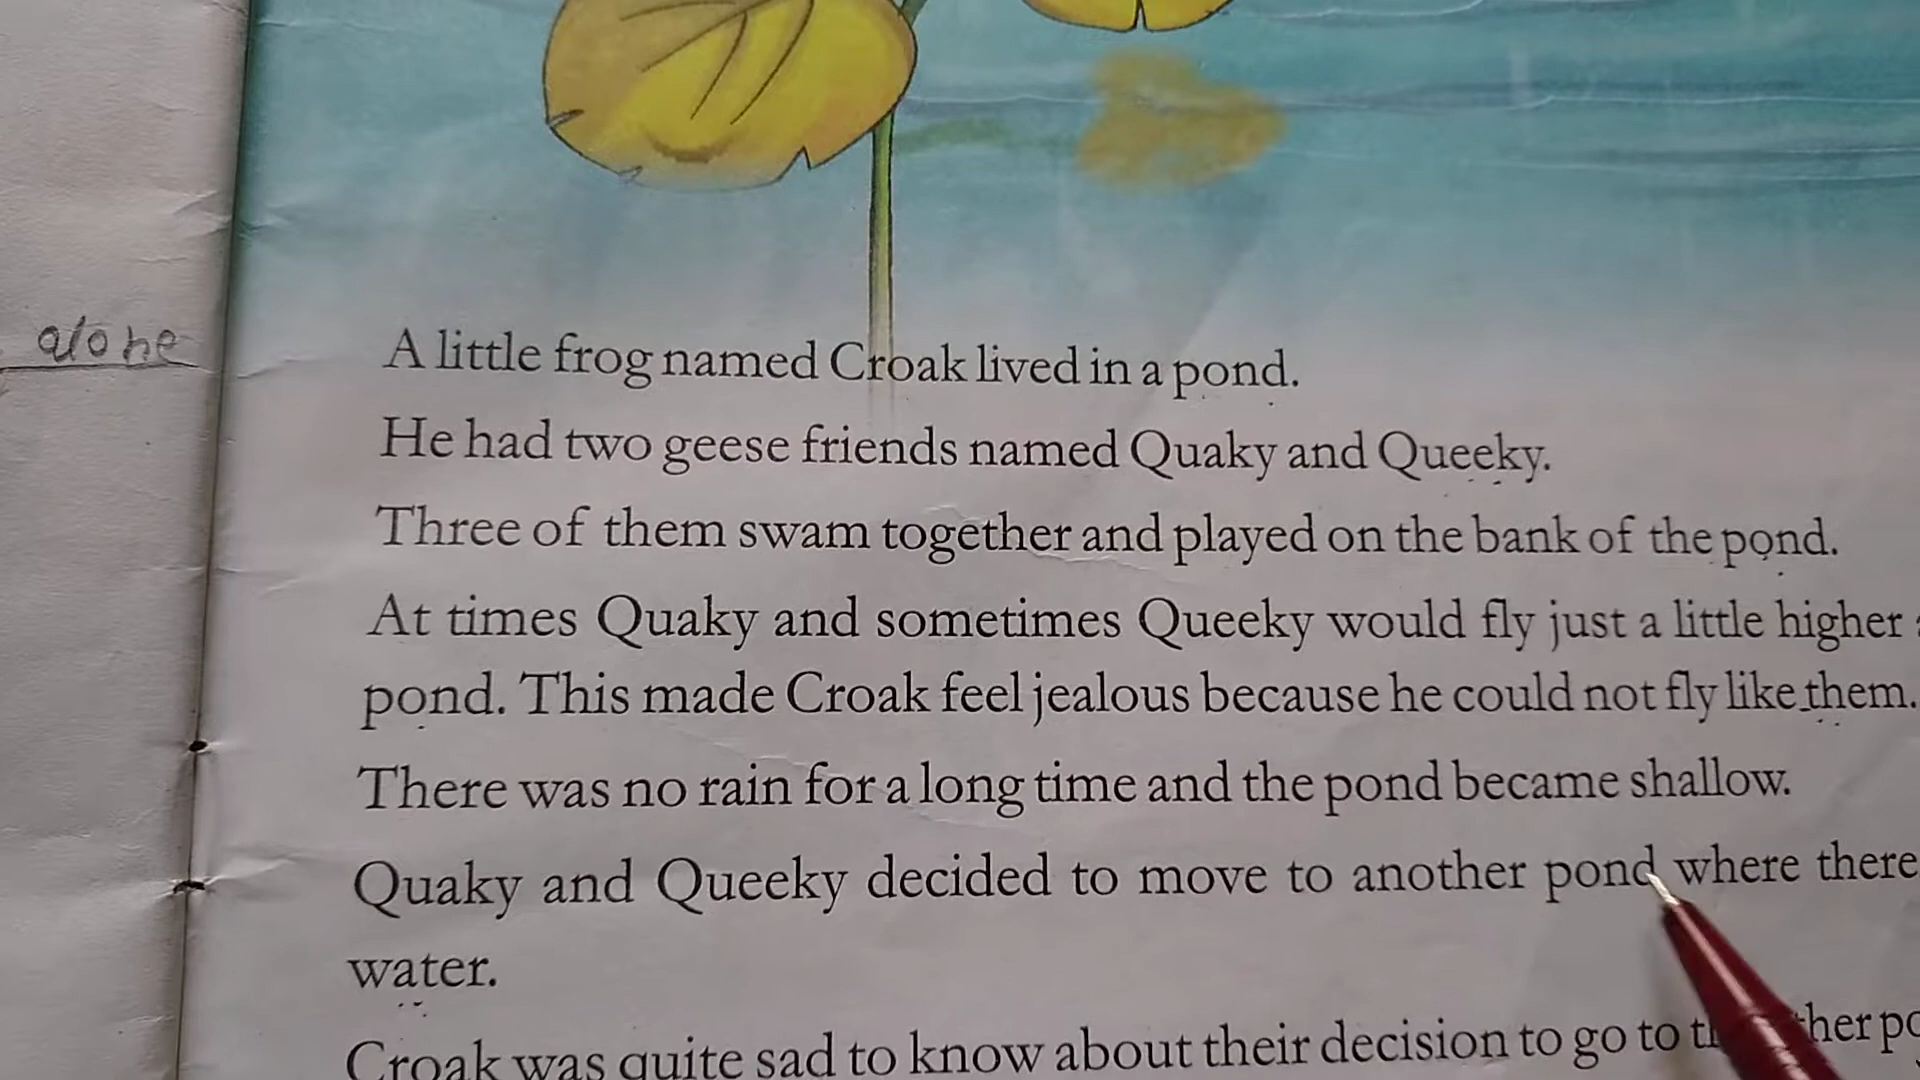 alone
A little frog named Croak lived in a pond.
He had two geese friends named Quaky and Queeky.
Three of them swam together and played on the bank of the pond.
At times Quaky and sometimes Queeky would fly just a little higher
pond. This made Croak feel jealous because he could not fly like them.
There was no rain for a long time and the pond became shallow.
Quaky and Queeky decided to move to another pond where there
water.
Croak was quite sad to know about their decision to go to